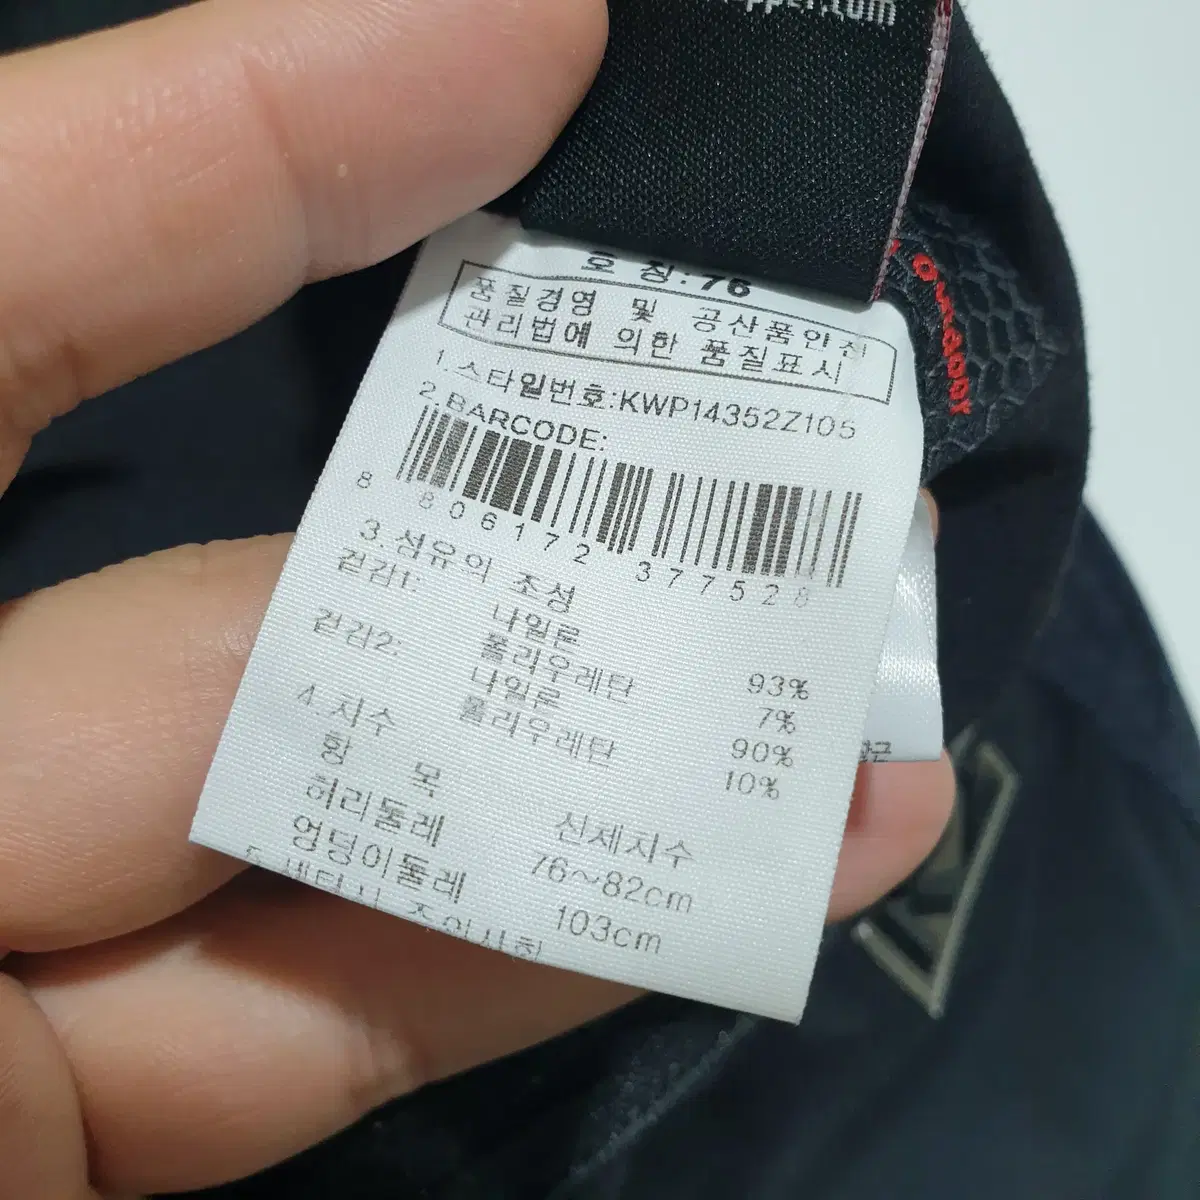 호 칭:76
품질경영 및 공산품안전
관리법에 의한 품질표시
1.스타일번호:KWP14352Z105
2.BARCODE:
8 806172 377528
3.섬유의 조성
겉감1: 나일론 93%
폴리우레탄 7%
겉감2: 나일론 90%
폴리우레탄 10%
4.치수
항 목 신체치수
허리둘레 76~82cm
엉덩이둘레 103cm